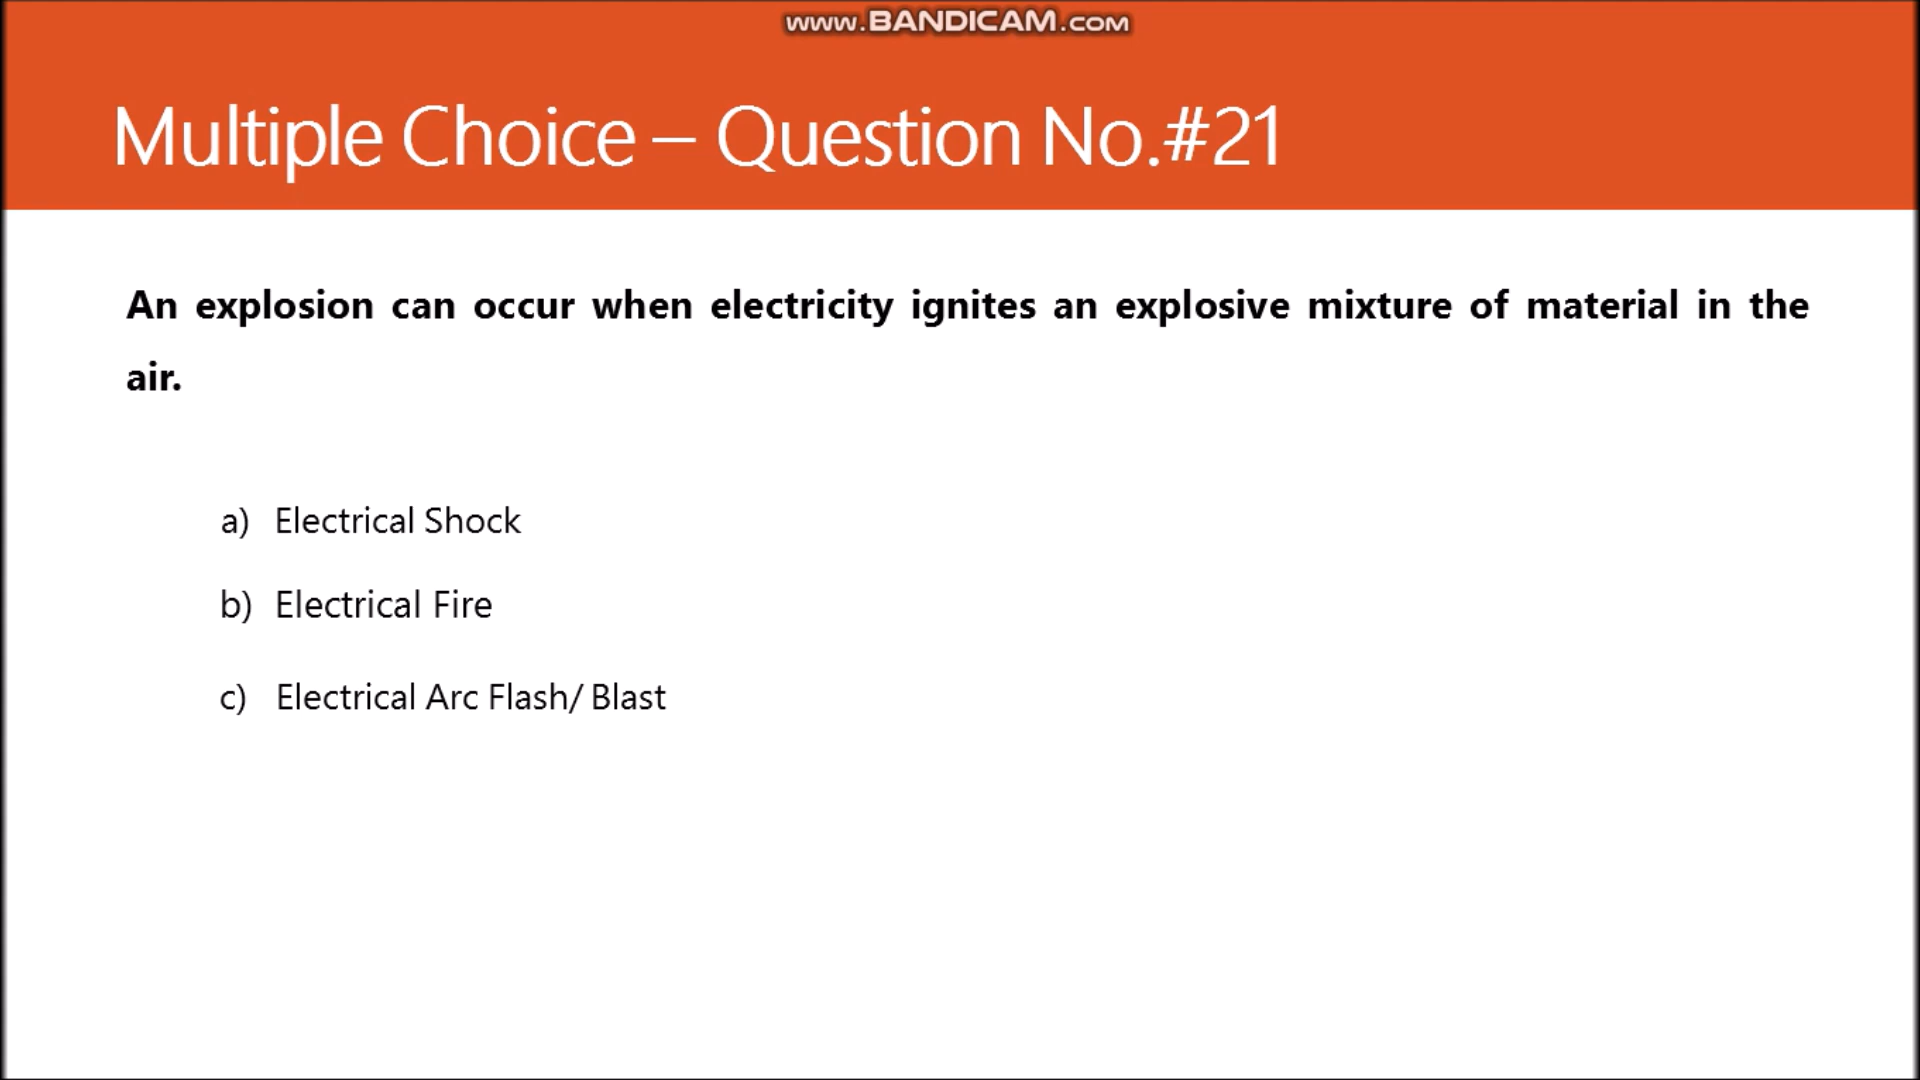 www.BANDICAM.com
Multiple Choice – Question No.#21
An explosion can occur when electricity ignites an explosive mixture of material in the
air.
a) Electrical Shock
b) Electrical Fire
c) Electrical Arc Flash/ Blast